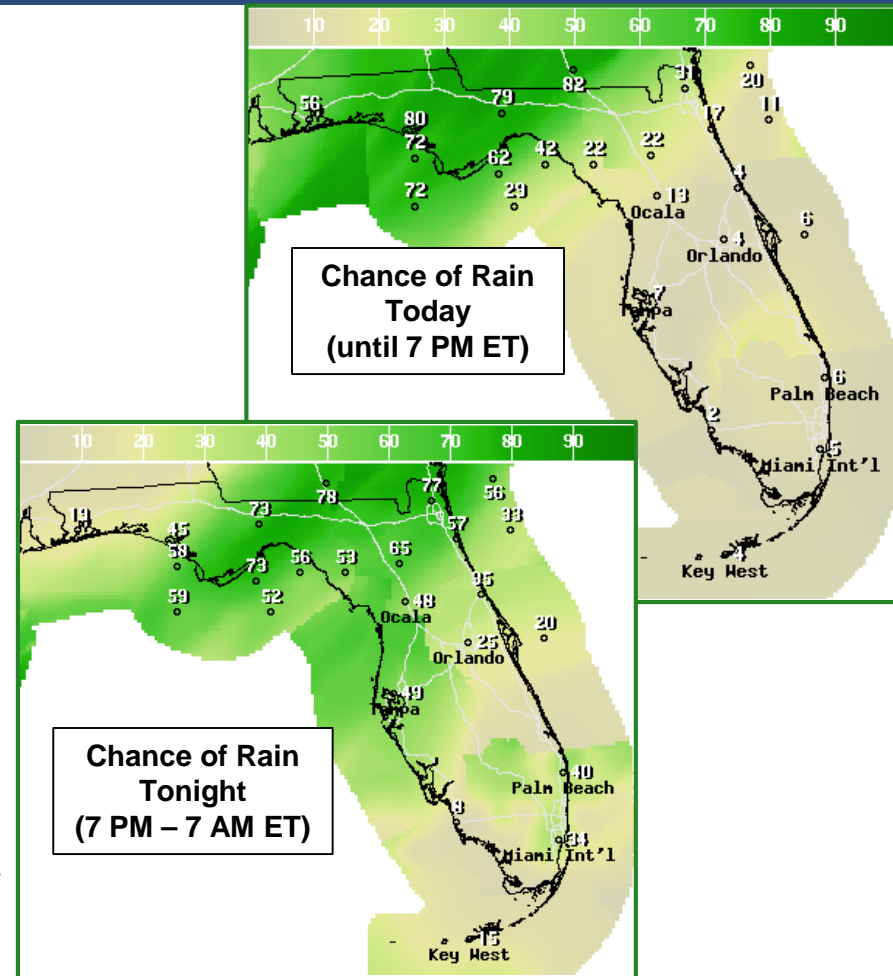 10 20 30 40 50 60 70 80 90
82
20
31
56
79
11
80
17
72
62
42
22
22
4
72
29
13
Ocala
6
4
Orlando
Chance of Rain
Today
(until 7 PM ET)
7
Tampa
6
Palm Beach
2
5
Miami Int'l
4
Key West
10 20 30 40 50 60 70 80 90
78
77
56
19
73
45
57
33
58
73
56
53
65
35
59
52
48
Ocala
20
25
Orlando
49
Tampa
Chance of Rain
Tonight
(7 PM – 7 AM ET)
40
Palm Beach
8
34
Miami Int'l
15
Key West